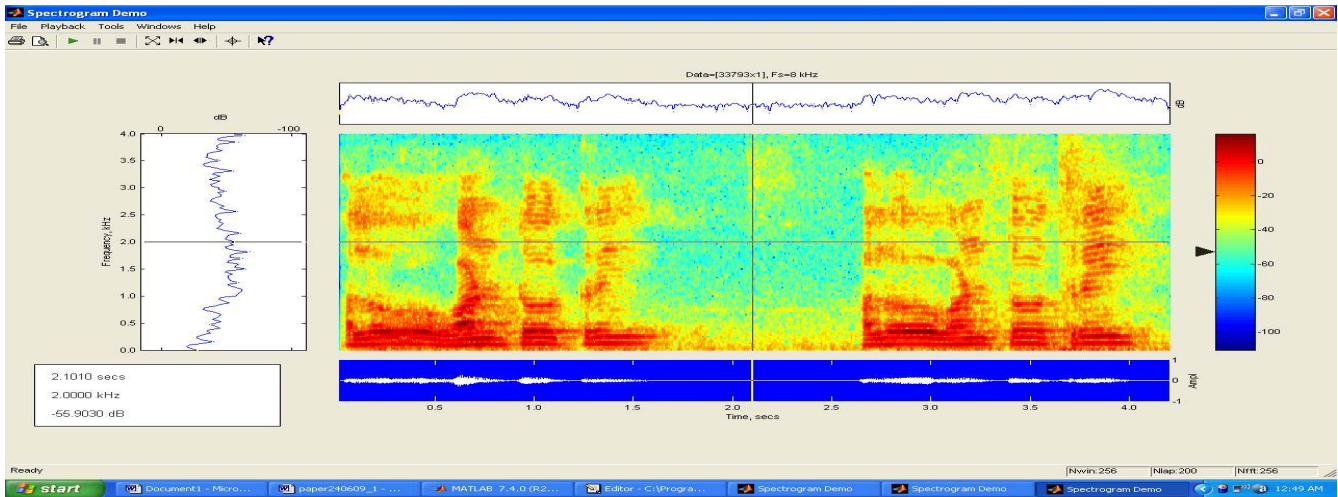 Spectrogram Demo
File Playback Tools Windows Help
Data=[33793x1], Fs=8 kHz
dB
dB
0 -100
4.0
3.5
3.0
2.5
2.0
1.5
1.0
0.5
0.0
Frequency, kHz
0
-20
-40
-60
-80
-100
1
0
-1
Ampl
0.5 1.0 1.5 2.0 2.5 3.0 3.5 4.0
Time, secs
2.1010 secs
2.0000 kHz
-55.9030 dB
Ready Nwin:256 Nlap:200 Nfft:256
start Document1 - Micro... paper240609_1 - ... MATLAB 7.4.0 (R2... Editor - C:\Progra... Spectrogram Demo Spectrogram Demo Spectrogram Demo 12:49 AM